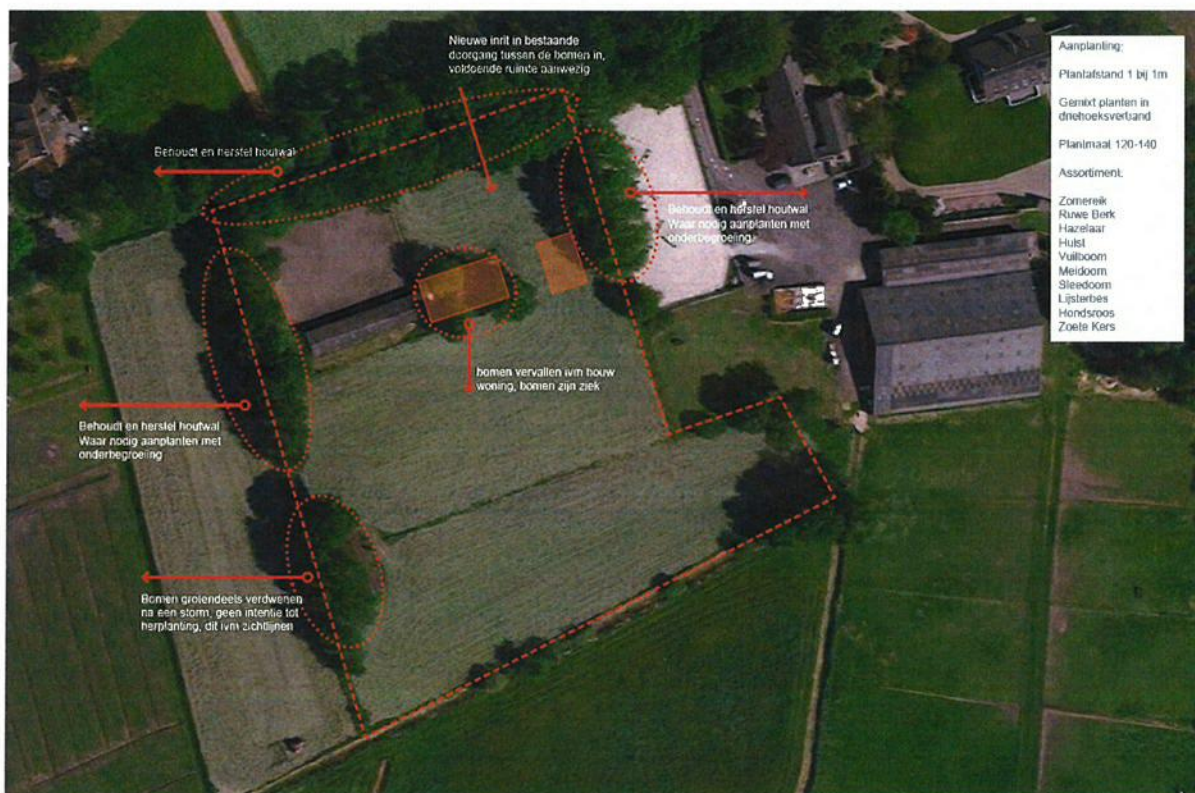 Nieuwe inrit in bestaande
doorgang tussen de bomen in,
voldoende ruimte aanwezig,
Behoudt en herstel houtwal
Behoudt en herstel houtwal
Waar nodig aanplanten met
onderbegroeiing
bomen vervallen ivm bouw
woning, bomen zijn ziek
Behoudt en herstel houtwal
Waar nodig aanplanten met
onderbegroeiing
Bomen grotendeels verdwenen
na een storm, geen intentie tot
herplanting, dit ivm zichtlijnen
Aanplanting:
Plantafstand 1 bij 1m
Gemixt planten in
driehoeksverband
Plantmaat 120-140
Assortiment:
Zomereik
Ruwe Berk
Hazelaar
Hulst
Vuilboom
Meidoorn
Sleedoorn
Lijsterbes
Hondsroos
Zoete Kers